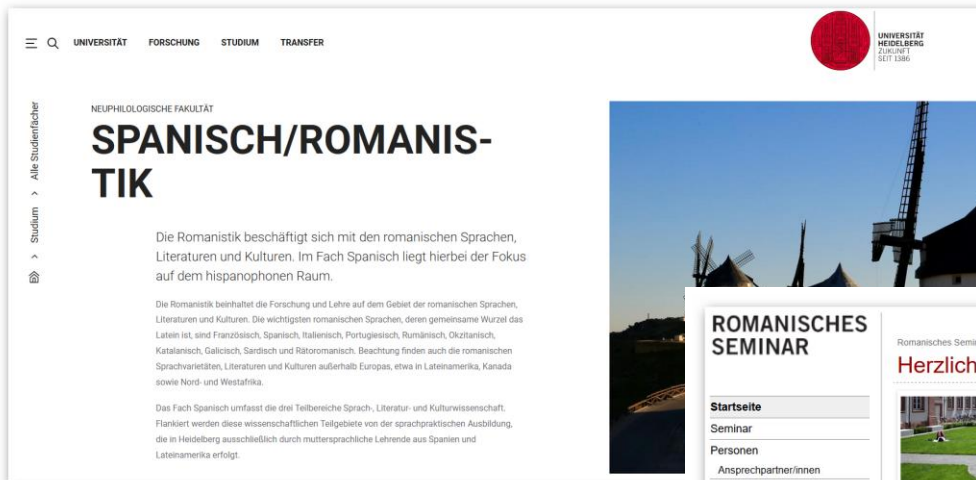 UNIVERSITÄT FORSCHUNG STUDIUM TRANSFER
UNIVERSITÄT
HEIDELBERG
ZUKUNFT
SEIT 1386
Studium > Alle Studienfächer
NEUPHILOLOGISCHE FAKULTÄT
SPANISCH/ROMANIS-
TIK
Die Romanistik beschäftigt sich mit den romanischen Sprachen,
Literaturen und Kulturen. Im Fach Spanisch liegt hierbei der Fokus
auf dem hispanophonen Raum.
Die Romanistik beinhaltet die Forschung und Lehre auf dem Gebiet der romanischen Sprachen,
Literaturen und Kulturen. Die wichtigsten romanischen Sprachen, deren gemeinsame Wurzel das
Latein ist, sind Französisch, Spanisch, Italienisch, Portugiesisch, Rumänisch, Okzitanisch,
Katalanisch, Galicisch, Sardisch und Rätoromanisch. Beachtung finden auch die romanischen
Sprachvarietäten, Literaturen und Kulturen außerhalb Europas, etwa in Lateinamerika, Kanada
sowie Nord- und Westafrika.
Das Fach Spanisch umfasst die drei Teilbereiche Sprach-, Literatur- und Kulturwissenschaft.
Flankiert werden diese wissenschaftlichen Teilgebiete von der sprachpraktischen Ausbildung,
die in Heidelberg ausschließlich durch muttersprachliche Lehrende aus Spanien und
Lateinamerika erfolgt.
ROMANISCHES
SEMINAR
Startseite
Seminar
Personen
Ansprechpartner/innen
Romanisches Semi
Herzlich